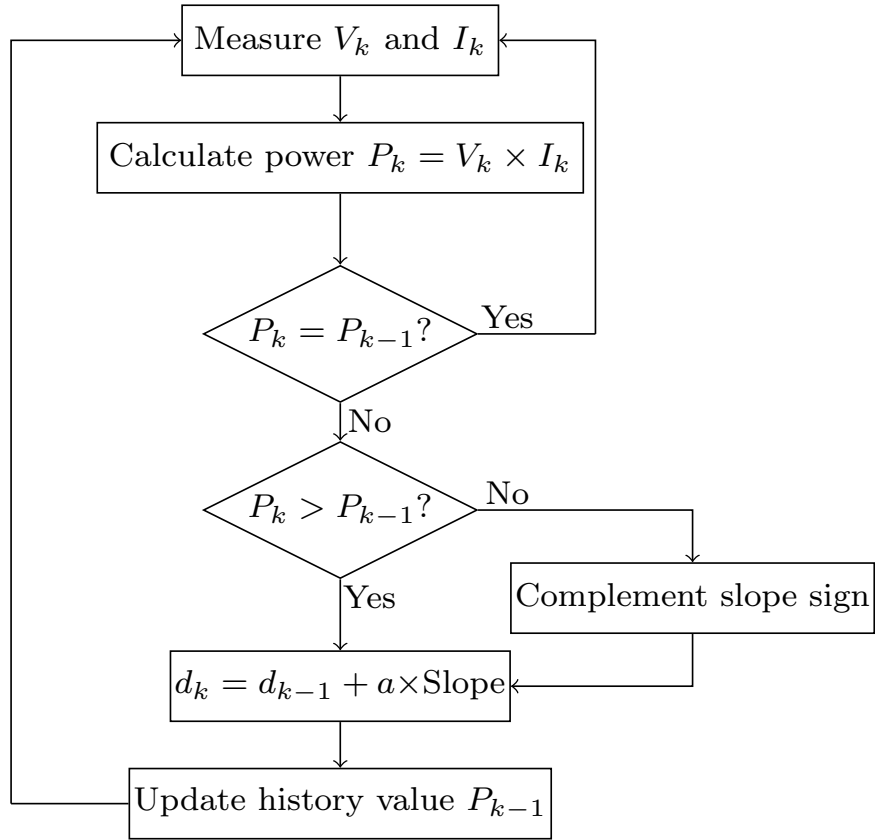 Measure V_k and I_k
Calculate power P_k = V_k × I_k
P_k = P_{k−1}?
Yes
No
P_k > P_{k−1}?
No
Yes
Complement slope sign
d_k = d_{k−1} + a×Slope
Update history value P_{k−1}